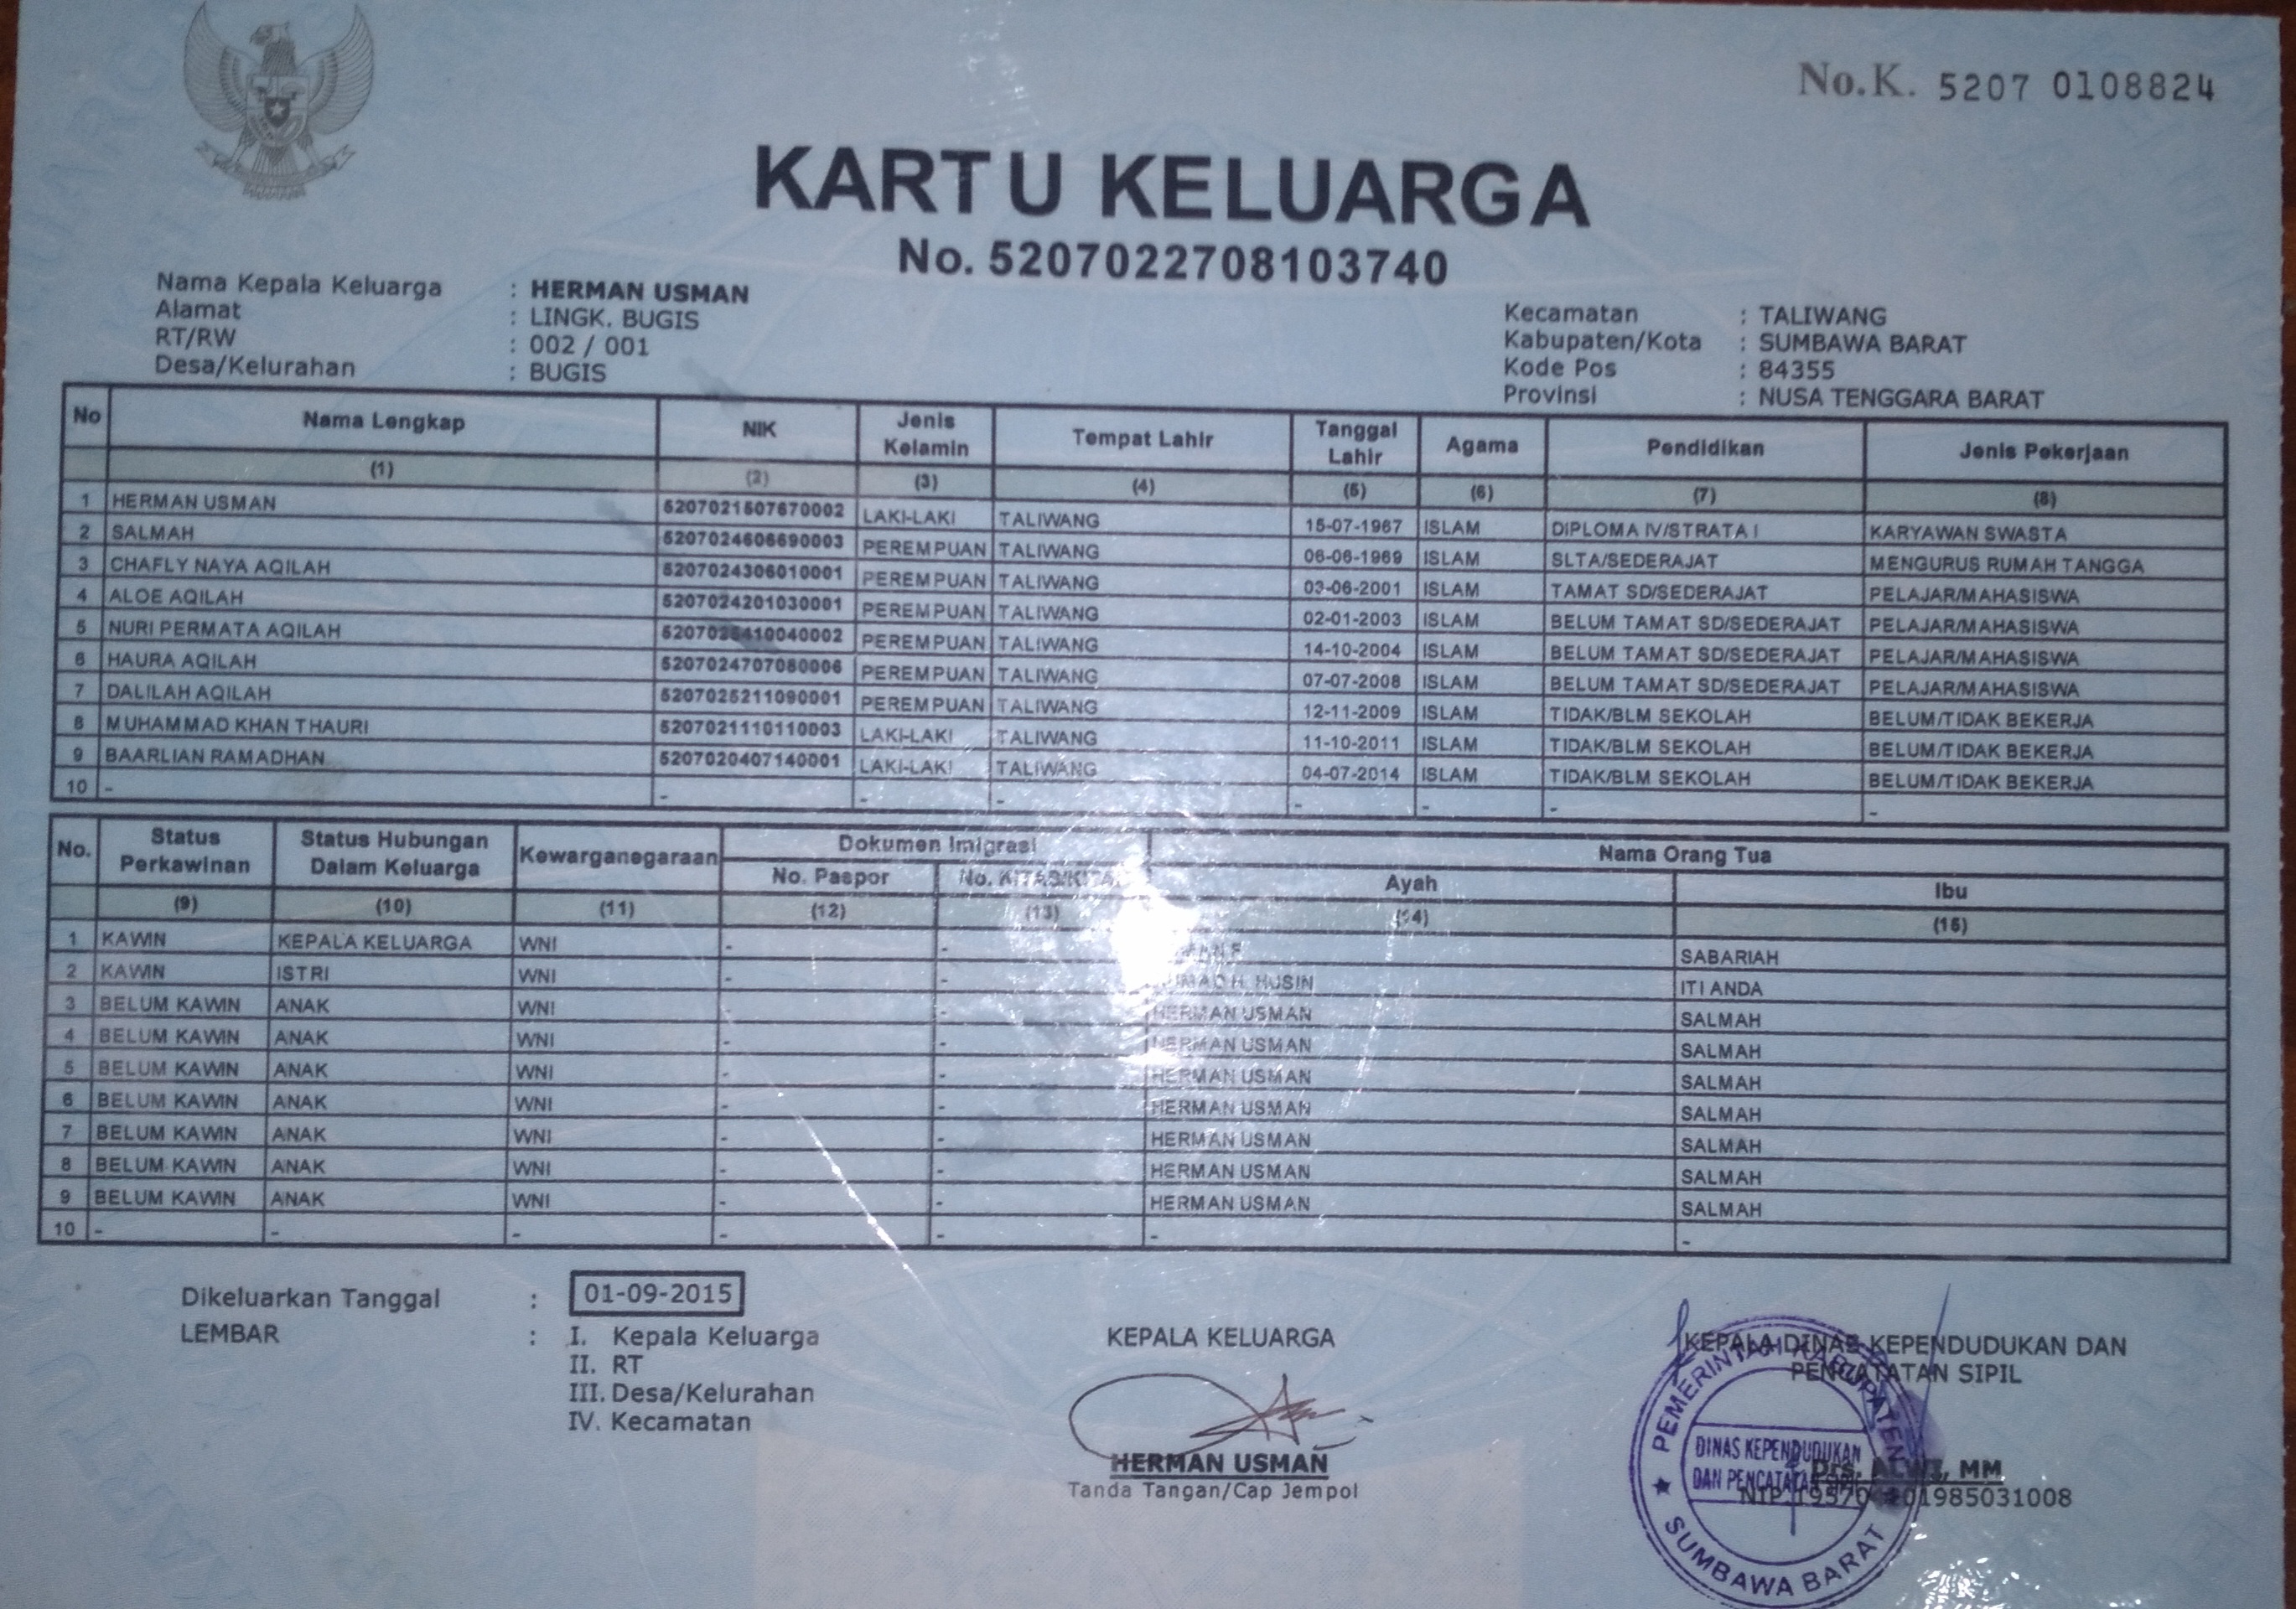 No.K. 5207 0108824
KARTU KELUARGA
No. 5207022708103740
Nama Kepala Keluarga : HERMAN USMAN
Alamat : LINGK. BUGIS
RT/RW : 002 / 001
Desa/Kelurahan : BUGIS
Kecamatan : TALIWANG
Kabupaten/Kota : SUMBAWA BARAT
Kode Pos : 84355
Provinsi : NUSA TENGGARA BARAT
No Nama Lengkap NIK Jenis Kelamin Tempat Lahir Tanggal Lahir Agama Pendidikan Jenis Pekerjaan
(1) (2) (3) (4) (5) (6) (7) (8)
1 HERMAN USMAN 5207021507670002 LAKI-LAKI TALIWANG 15-07-1967 ISLAM DIPLOMA IV/STRATA I KARYAWAN SWASTA
2 SALMAH 5207024606690003 PEREMPUAN TALIWANG 06-06-1969 ISLAM SLTA/SEDERAJAT MENGURUS RUMAH TANGGA
3 CHAFLY NAYA AQILAH 5207024306010001 PEREMPUAN TALIWANG 03-06-2001 ISLAM TAMAT SD/SEDERAJAT PELAJAR/MAHASISWA
4 ALOE AQILAH 5207024201030001 PEREMPUAN TALIWANG 02-01-2003 ISLAM BELUM TAMAT SD/SEDERAJAT PELAJAR/MAHASISWA
5 NURI PERMATA AQILAH PEREMPUAN TALIWANG 14-10-2004 ISLAM BELUM TAMAT SD/SEDERAJAT PELAJAR/MAHASISWA
6 HAURA AQILAH 5207024707080006 PEREMPUAN TALIWANG 07-07-2008 ISLAM BELUM TAMAT SD/SEDERAJAT PELAJAR/MAHASISWA
7 DALILAH AQILAH 5207025211090001 PEREMPUAN TALIWANG 12-11-2009 ISLAM TIDAK/BLM SEKOLAH BELUM/TIDAK BEKERJA
8 MUHAMMAD KHAN THAURI 5207021110110003 LAKI-LAKI TALIWANG 11-10-2011 ISLAM TIDAK/BLM SEKOLAH BELUM/TIDAK BEKERJA
9 BAARLIAN RAMADHAN 5207020407140001 LAKI-LAKI TALIWANG 04-07-2014 ISLAM TIDAK/BLM SEKOLAH BELUM/TIDAK BEKERJA
10 - - - - - - - -
No. Status Perkawinan Status Hubungan Dalam Keluarga Kewarganegaraan Dokumen Imigrasi Nama Orang Tua
No. Paspor No. Ayah Ibu
(9) (10) (11) (12) (13) (14) (15)
1 KAWIN KEPALA KELUARGA WNI - - SABARIAH
2 KAWIN ISTRI WNI - - H. HUSIN ITI ANDA
3 BELUM KAWIN ANAK WNI - - HERMAN USMAN SALMAH
4 BELUM KAWIN ANAK WNI - - HERMAN USMAN SALMAH
5 BELUM KAWIN ANAK WNI - - HERMAN USMAN SALMAH
6 BELUM KAWIN ANAK WNI - - HERMAN USMAN SALMAH
7 BELUM KAWIN ANAK WNI - - HERMAN USMAN SALMAH
8 BELUM KAWIN ANAK WNI - - HERMAN USMAN SALMAH
9 BELUM KAWIN ANAK WNI - - HERMAN USMAN SALMAH
10 - - - - - - -
Dikeluarkan Tanggal : 01-09-2015
LEMBAR : I. Kepala Keluarga
II. RT
III. Desa/Kelurahan
IV. Kecamatan
KEPALA KELUARGA
HERMAN USMAN
Tanda Tangan/Cap Jempol
KEPALA DINAS KEPENDUDUKAN DAN
PENCATATAN SIPIL
Drs. ALWI, MM
PEMERINTAH KABUPATEN
DINAS KEPENDUDUKAN
DAN PENCATATAN SIPIL
SUMBAWA BARAT